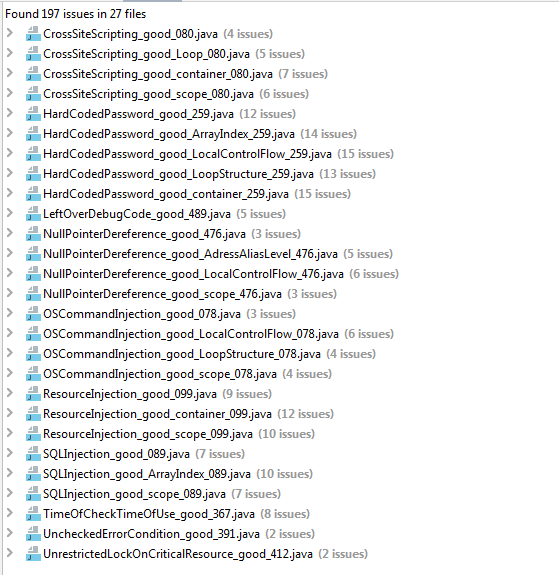 Found 197 issues in 27 files
CrossSiteScripting_good_080.java (4 issues)
CrossSiteScripting_good_Loop_080.java (5 issues)
CrossSiteScripting_good_container_080.java (7 issues)
CrossSiteScripting_good_scope_080.java (6 issues)
HardCodedPassword_good_259.java (12 issues)
HardCodedPassword_good_ArrayIndex_259.java (14 issues)
HardCodedPassword_good_LocalControlFlow_259.java (15 issues)
HardCodedPassword_good_LoopStructure_259.java (13 issues)
HardCodedPassword_good_container_259.java (15 issues)
LeftOverDebugCode_good_489.java (5 issues)
NullPointerDereference_good_476.java (3 issues)
NullPointerDereference_good_AdressAliasLevel_476.java (5 issues)
NullPointerDereference_good_LocalControlFlow_476.java (6 issues)
NullPointerDereference_good_scope_476.java (3 issues)
OSCommandInjection_good_078.java (3 issues)
OSCommandInjection_good_LocalControlFlow_078.java (6 issues)
OSCommandInjection_good_LoopStructure_078.java (4 issues)
OSCommandInjection_good_scope_078.java (4 issues)
ResourceInjection_good_099.java (9 issues)
ResourceInjection_good_container_099.java (12 issues)
ResourceInjection_good_scope_099.java (10 issues)
SQLInjection_good_089.java (7 issues)
SQLInjection_good_ArrayIndex_089.java (10 issues)
SQLInjection_good_scope_089.java (7 issues)
TimeOfCheckTimeOfUse_good_367.java (8 issues)
UncheckedErrorCondition_good_391.java (2 issues)
UnrestrictedLockOnCriticalResource_good_412.java (2 issues)